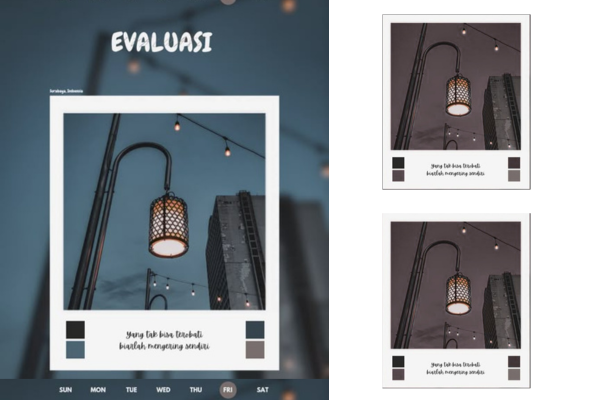 EVALUASI
Surabaya, Indonesia
yang tak bisa terobati
biarlah mengering sendiri
SUN MON TUE WED THU FRI SAT
yang tak bisa terobati
biarlah mengering sendiri
yang tak bisa terobati
biarlah mengering sendiri